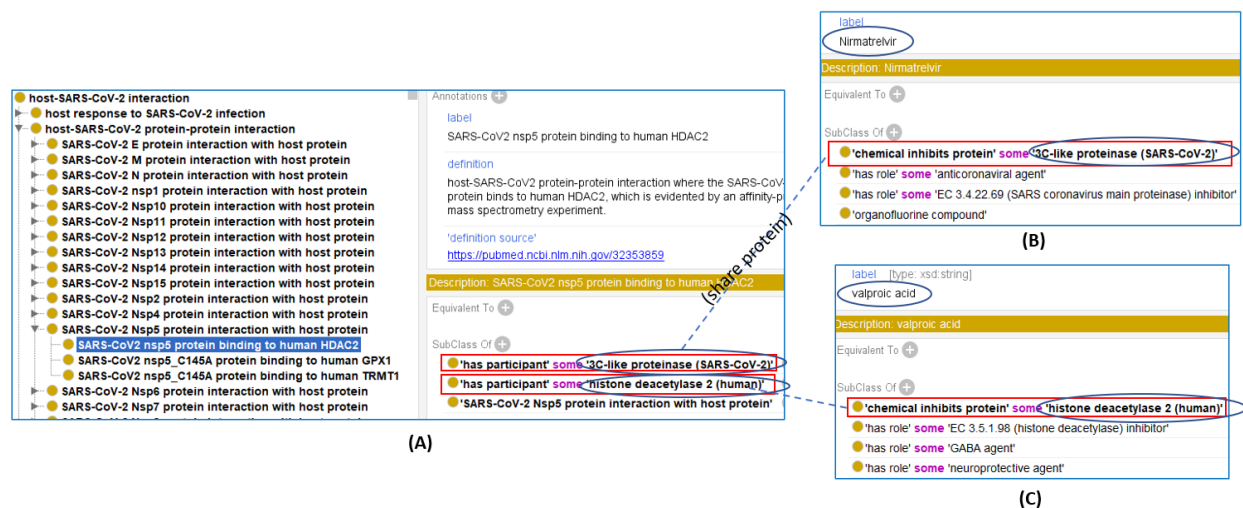 host-SARS-CoV-2 interaction
host response to SARS-CoV-2 infection
host-SARS-CoV-2 protein-protein interaction
SARS-CoV-2 E protein interaction with host protein
SARS-CoV-2 M protein interaction with host protein
SARS-CoV-2 N protein interaction with host protein
SARS-CoV-2 nsp1 protein interaction with host protein
SARS-CoV-2 Nsp10 protein interaction with host protein
SARS-CoV-2 Nsp11 protein interaction with host protein
SARS-CoV-2 Nsp12 protein interaction with host protein
SARS-CoV-2 Nsp13 protein interaction with host protein
SARS-CoV-2 Nsp14 protein interaction with host protein
SARS-CoV-2 Nsp15 protein interaction with host protein
SARS-CoV-2 Nsp2 protein interaction with host protein
SARS-CoV-2 Nsp4 protein interaction with host protein
SARS-CoV-2 Nsp5 protein interaction with host protein
SARS-CoV2 nsp5 protein binding to human HDAC2
SARS-CoV2 nsp5_C145A protein binding to human GPX1
SARS-CoV2 nsp5_C145A protein binding to human TRMT1
SARS-CoV-2 Nsp6 protein interaction with host protein
SARS-CoV-2 Nsp7 protein interaction with host protein
Annotations
label
SARS-CoV2 nsp5 protein binding to human HDAC2
definition
host-SARS-CoV2 protein-protein interaction where the SARS-CoV-
protein binds to human HDAC2, which is evidenced by an affinity-p
mass spectrometry experiment.
'definition source'
https://pubmed.ncbi.nlm.nih.gov/32353859
Description: SARS-CoV2 nsp5 protein binding to human HDAC2
Equivalent To
SubClass Of
'has participant' some '3C-like proteinase (SARS-CoV-2)'
'has participant' some 'histone deacetylase 2 (human)'
'SARS-CoV-2 Nsp5 protein interaction with host protein'
(A)
(share protein)
label
Nirmatrelvir
Description: Nirmatrelvir
Equivalent To
SubClass Of
'chemical inhibits protein' some '3C-like proteinase (SARS-CoV-2)'
'has role' some 'anticoronaviral agent'
'has role' some 'EC 3.4.22.69 (SARS coronavirus main proteinase) inhibitor'
'organofluorine compound'
(B)
label [type: xsd:string]
valproic acid
Description: valproic acid
Equivalent To
SubClass Of
'chemical inhibits protein' some 'histone deacetylase 2 (human)'
'has role' some 'EC 3.5.1.98 (histone deacetylase) inhibitor'
'has role' some 'GABA agent'
'has role' some 'neuroprotective agent'
(C)